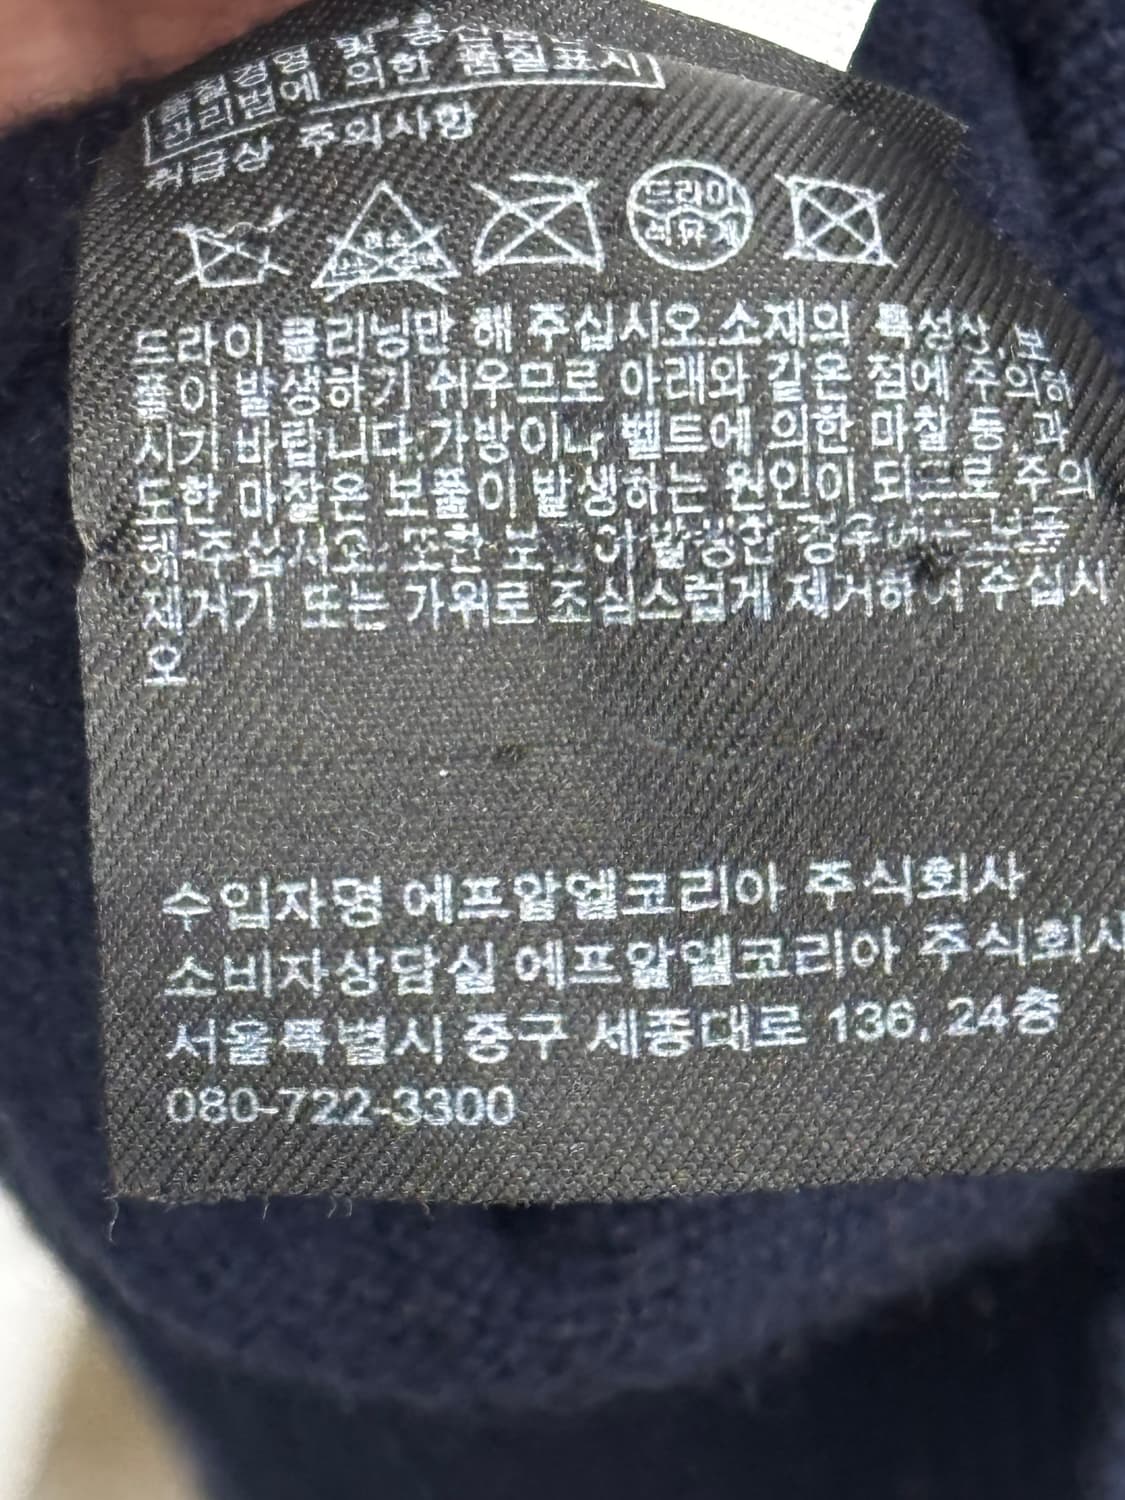 품질경영 및 공산품
관리법에 의한 품질표시
취급상 주의사항
드라이
석유계
드라이 클리닝만 해 주십시오.소재의 특성상, 보
풀이 발생하기 쉬우므로 아래와 같은 점에 주의하
시기 바랍니다.가방이나 벨트에 의한 마찰 등 과
도한 마찰은 보풀이 발생하는 원인이 되므로 주의
해 주십시오. 또한 보 이 발생한 경우에는 보풀
제거기 또는 가위로 조심스럽게 제거하여 주십시
오
수입자명 에프알엘코리아 주식회사
소비자상담실 에프알엘코리아 주식회사
서울특별시 중구 세종대로 136, 24층
080-722-3300